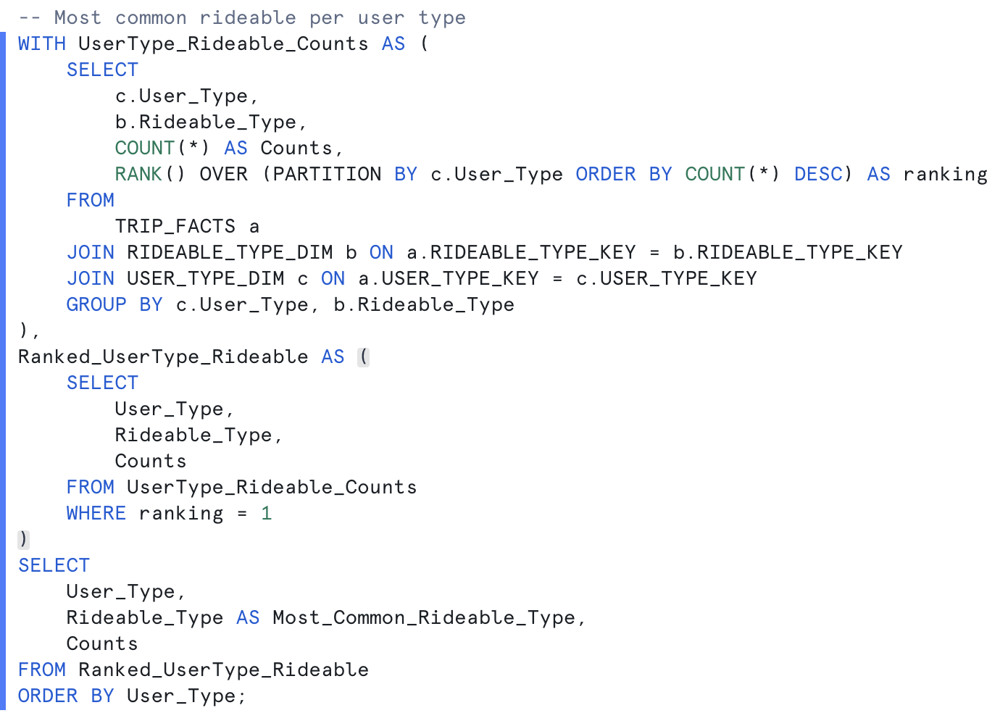 -- Most common rideable per user type
WITH UserType_Rideable_Counts AS (
    SELECT
        c.User_Type,
        b.Rideable_Type,
        COUNT(*) AS Counts,
        RANK() OVER (PARTITION BY c.User_Type ORDER BY COUNT(*) DESC) AS ranking
    FROM
        TRIP_FACTS a
    JOIN RIDEABLE_TYPE_DIM b ON a.RIDEABLE_TYPE_KEY = b.RIDEABLE_TYPE_KEY
    JOIN USER_TYPE_DIM c ON a.USER_TYPE_KEY = c.USER_TYPE_KEY
    GROUP BY c.User_Type, b.Rideable_Type
),
Ranked_UserType_Rideable AS (
    SELECT
        User_Type,
        Rideable_Type,
        Counts
    FROM UserType_Rideable_Counts
    WHERE ranking = 1
)
SELECT
    User_Type,
    Rideable_Type AS Most_Common_Rideable_Type,
    Counts
FROM Ranked_UserType_Rideable
ORDER BY User_Type;